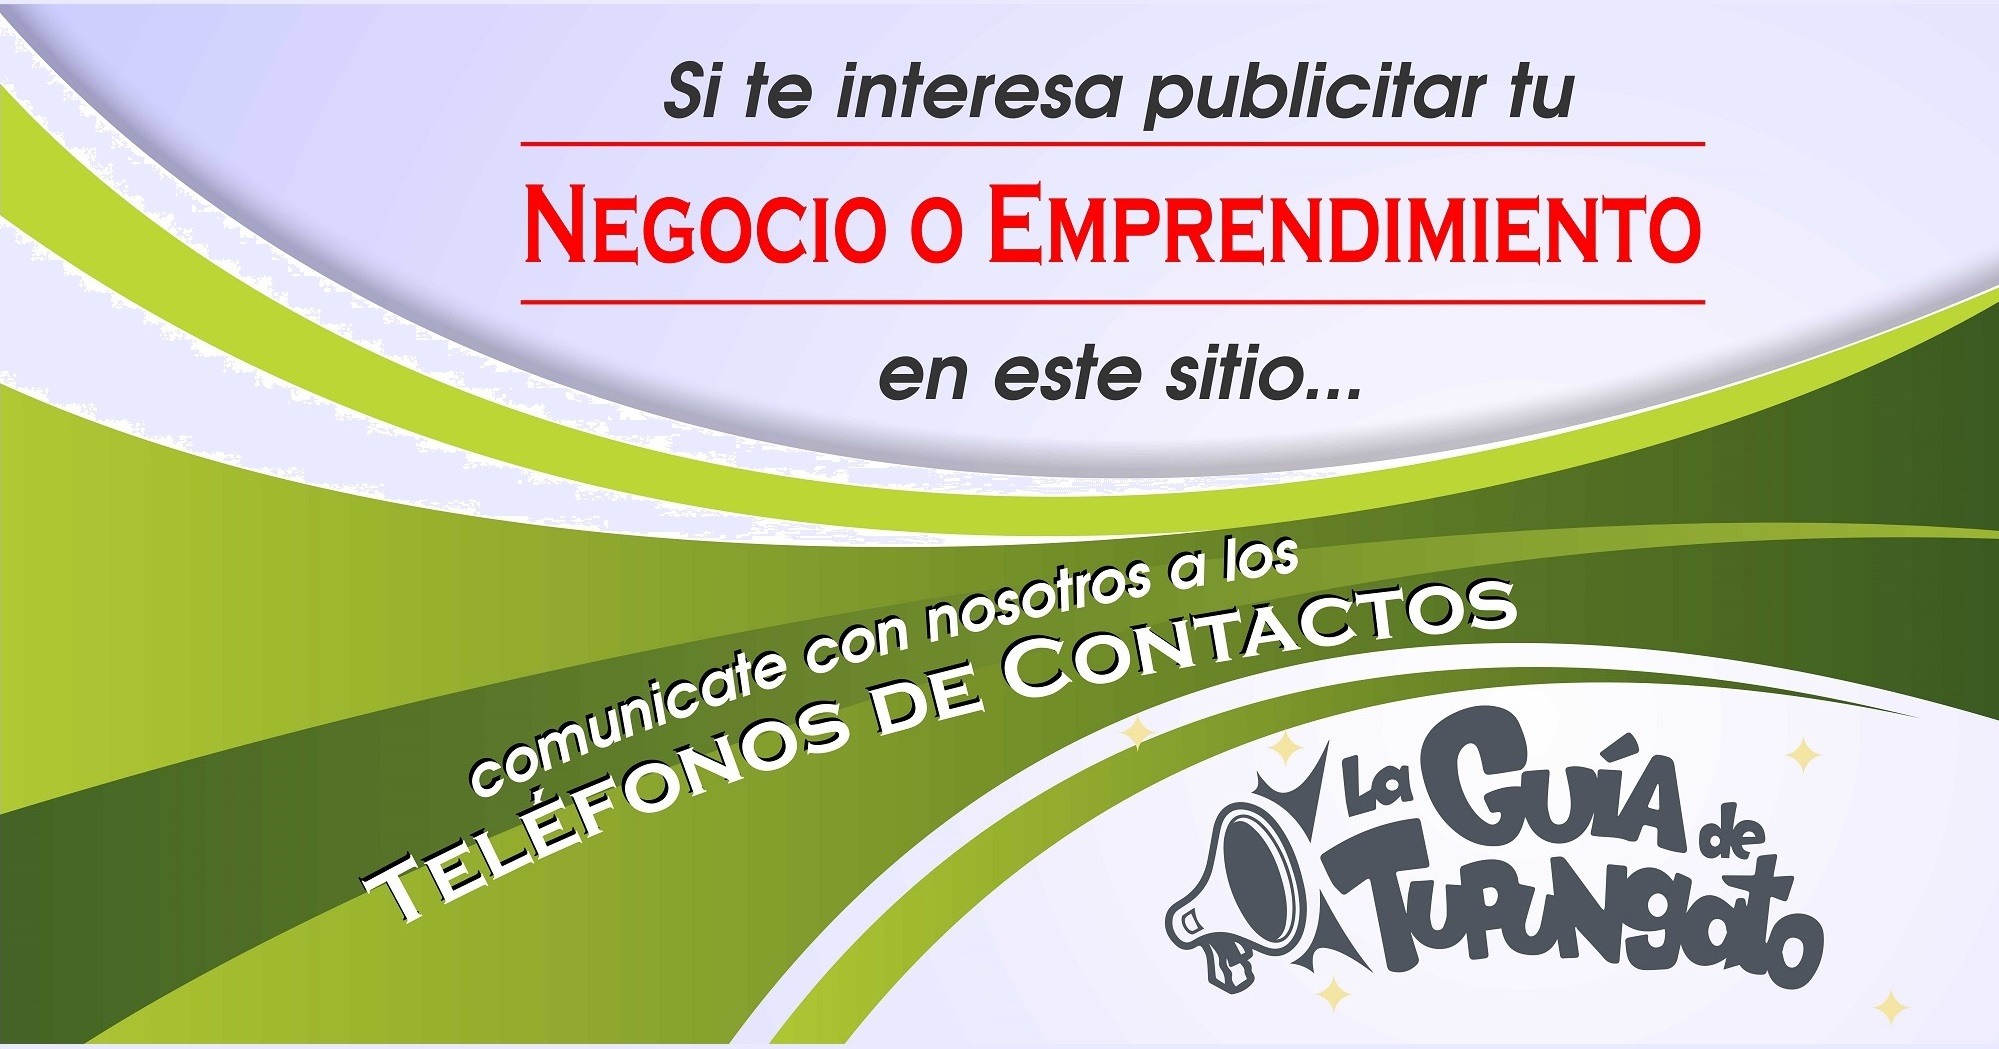 Si te interesa publicitar tu
NEGOCIO O EMPRENDIMIENTO
en este sitio...
comunicate con nosotros a los
TELÉFONOS DE CONTACTOS
La Guía de
Tupungato